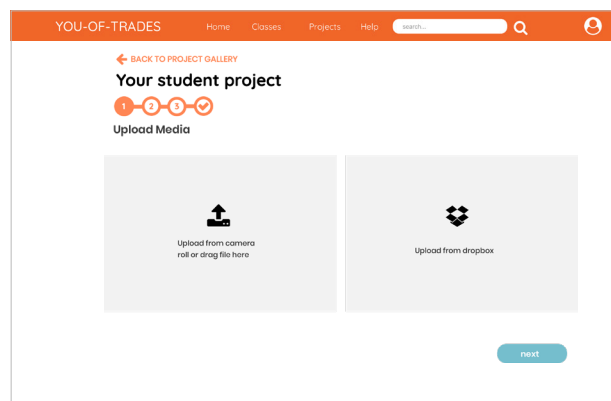 YOU-OF-TRADES Home Classes Projects Help search...
BACK TO PROJECT GALLERY
Your student project
1 2 3
Upload Media
Upload from camera
roll or drag file here
Upload from dropbox
next